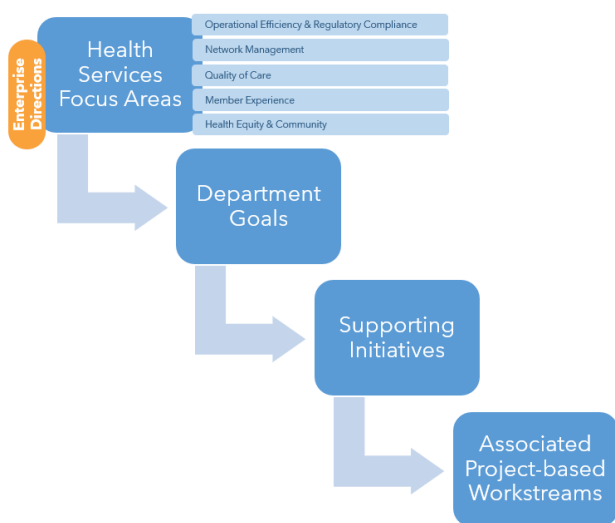 Enterprise
Directions
Health
Services
Focus Areas
Operational Efficiency & Regulatory Compliance
Network Management
Quality of Care
Member Experience
Health Equity & Community
Department
Goals
Supporting
Initiatives
Associated
Project-based
Workstreams